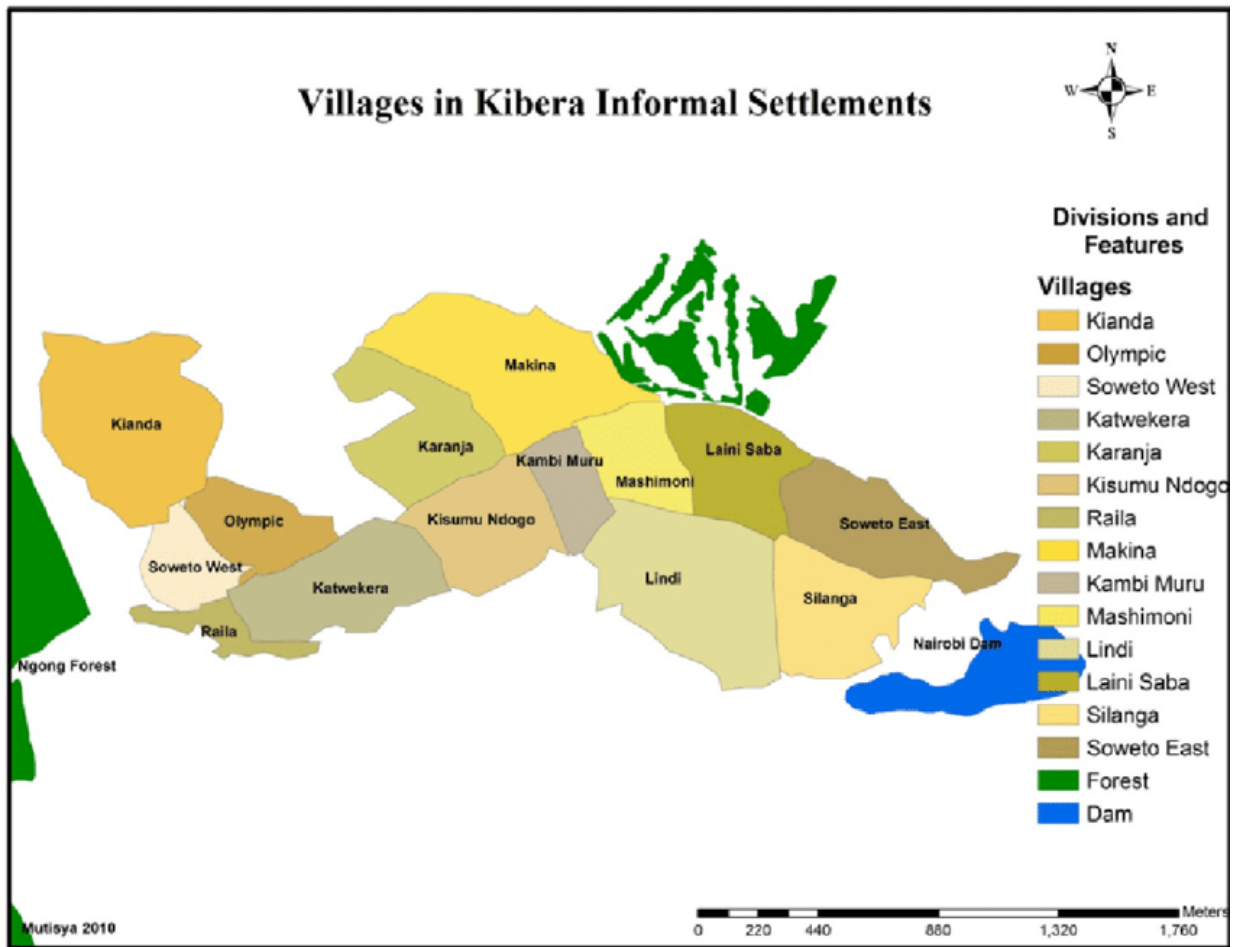 Villages in Kibera Informal Settlements
N
W E
S
Divisions and
Features
Villages
Kianda
Olympic
Soweto West
Katwekera
Karanja
Kisumu Ndogo
Raila
Makina
Kambi Muru
Mashimoni
Lindi
Laini Saba
Silanga
Soweto East
Forest
Dam
Makina
Kianda
Karanja
Kambi Muru
Laini Saba
Mashimoni
Olympic
Kisumu Ndogo
Soweto East
Soweto West
Katwekera
Lindi
Silanga
Raila
Nairobi Dam
Ngong Forest
Mutisya 2010
Meters
0 220 440 880 1,320 1,760